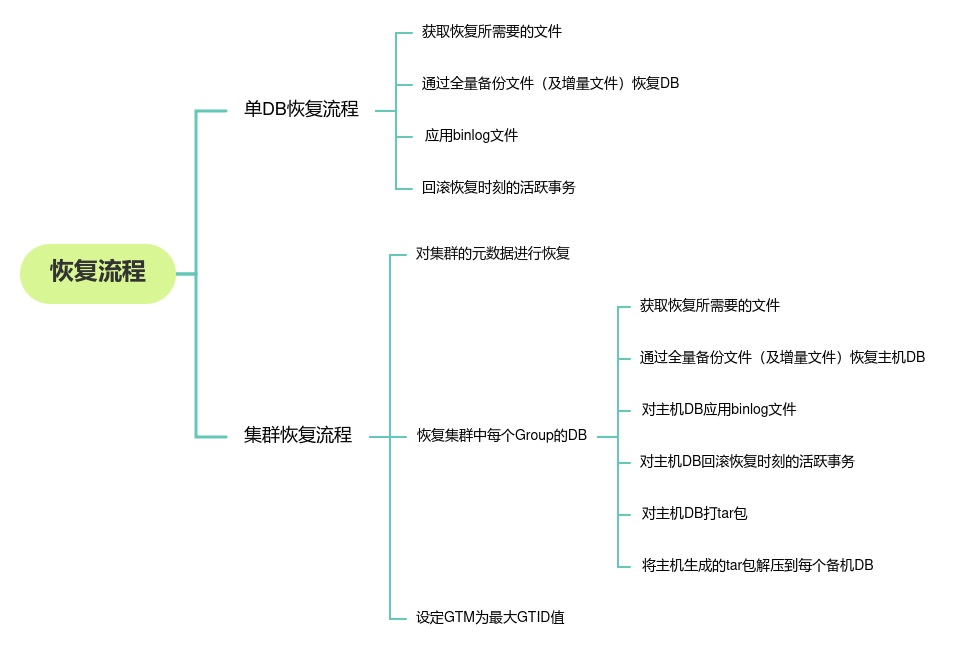 恢复流程
单DB恢复流程
获取恢复所需要的文件
通过全量备份文件（及增量文件）恢复DB
应用binlog文件
回滚恢复时刻的活跃事务
集群恢复流程
对集群的元数据进行恢复
恢复集群中每个Group的DB
获取恢复所需要的文件
通过全量备份文件（及增量文件）恢复主机DB
对主机DB应用binlog文件
对主机DB回滚恢复时刻的活跃事务
对主机DB打tar包
将主机生成的tar包解压到每个备机DB
设定GTM为最大GTID值